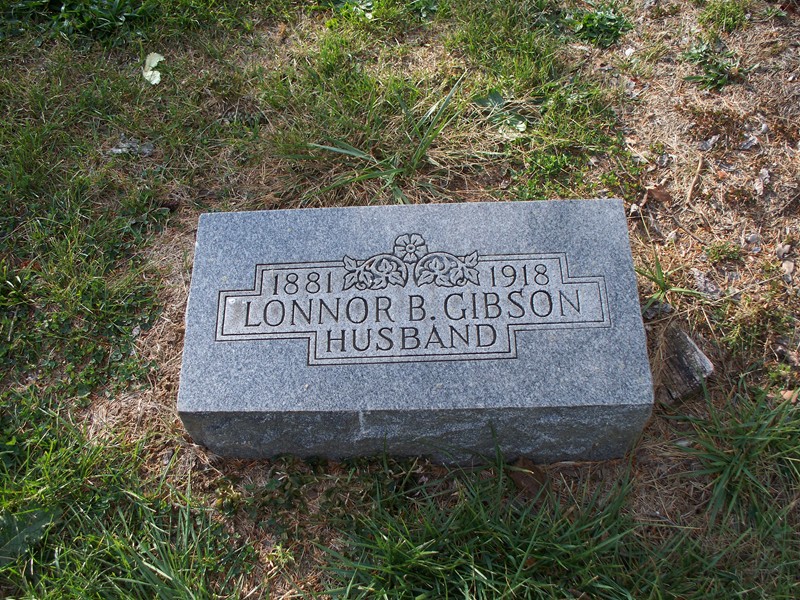 1881 1918
LONNOR B. GIBSON
HUSBAND